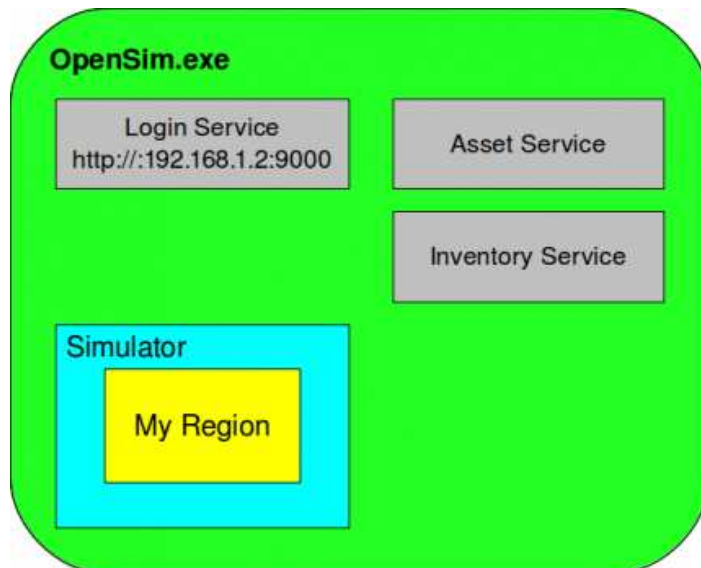 OpenSim.exe
Login Service
http://:192.168.1.2:9000
Asset Service
Inventory Service
Simulator
My Region